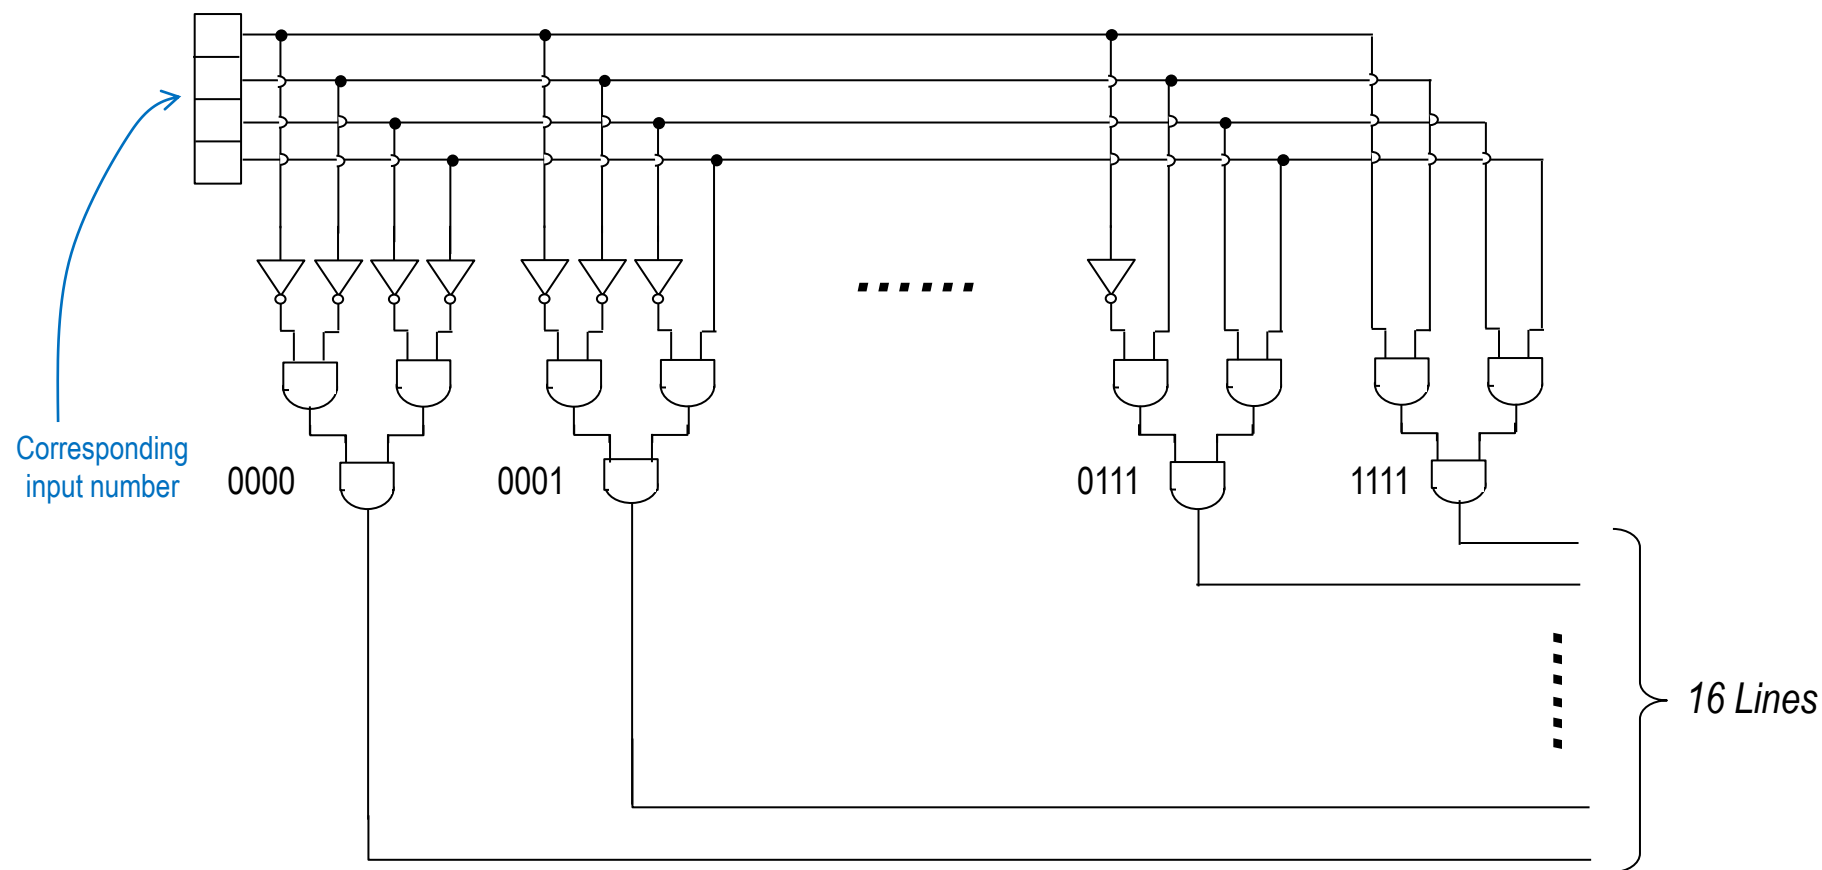 Corresponding
input number
0000
0001
......
0111
1111
16 Lines